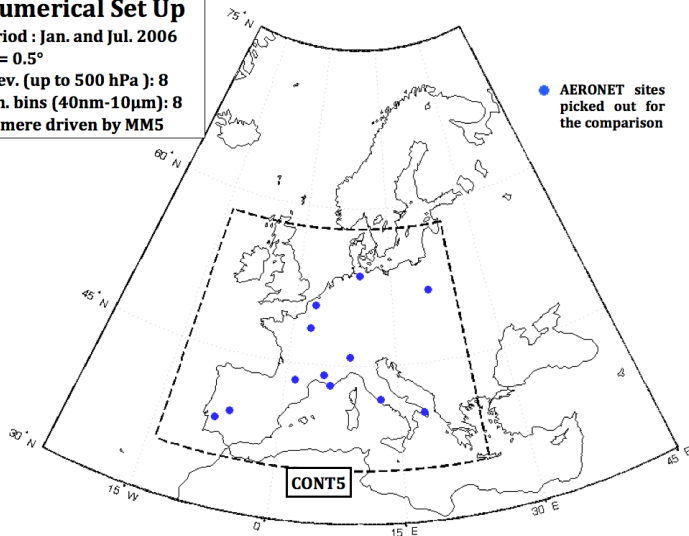 umerical Set Up
riod : Jan. and Jul. 2006
= 0.5°
ev. (up to 500 hPa ): 8
n. bins (40nm-10µm): 8
mere driven by MM5
AERONET sites
picked out for
the comparison
75° N
60° N
45° N
30° N
15 W
0
15 E
30 E
45 E
CONT5